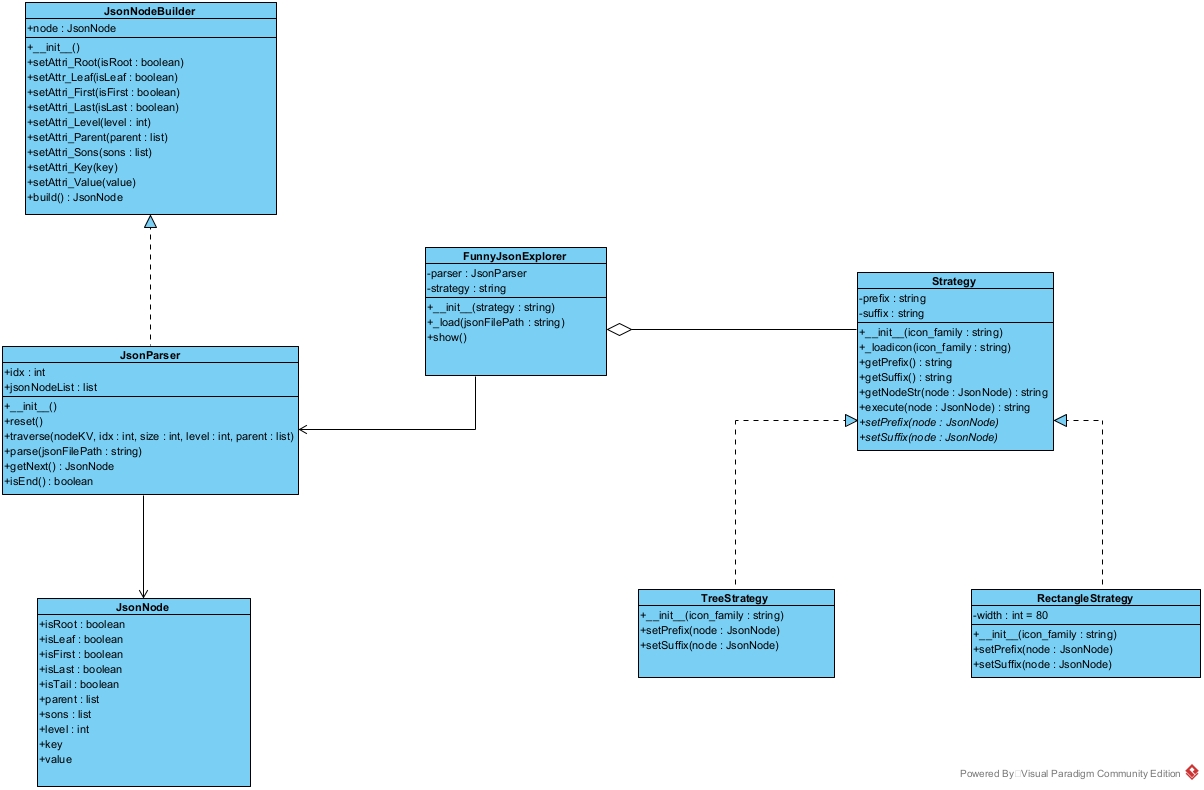 JsonNodeBuilder
+node : JsonNode
+__init__()
+setAttri_Root(isRoot : boolean)
+setAttr_Leaf(isLeaf : boolean)
+setAttri_First(isFirst : boolean)
+setAttri_Last(isLast : boolean)
+setAttri_Level(level : int)
+setAttri_Parent(parent : list)
+setAttri_Sons(sons : list)
+setAttri_Key(key)
+setAttri_Value(value)
+build() : JsonNode
FunnyJsonExplorer
-parser : JsonParser
-strategy : string
+__init__(strategy : string)
+_load(jsonFilePath : string)
+show()
Strategy
-prefix : string
-suffix : string
+__init__(icon_family : string)
+_loadicon(icon_family : string)
+getPrefix() : string
+getSuffix() : string
+getNodeStr(node : JsonNode) : string
+execute(node : JsonNode) : string
+setPrefix(node : JsonNode)
+setSuffix(node : JsonNode)
JsonParser
+idx : int
+jsonNodeList : list
+__init__()
+reset()
+traverse(nodeKV, idx : int, size : int, level : int, parent : list)
+parse(jsonFilePath : string)
+getNext() : JsonNode
+isEnd() : boolean
JsonNode
+isRoot : boolean
+isLeaf : boolean
+isFirst : boolean
+isLast : boolean
+isTail : boolean
+parent : list
+sons : list
+level : int
+key
+value
TreeStrategy
+__init__(icon_family : string)
+setPrefix(node : JsonNode)
+setSuffix(node : JsonNode)
RectangleStrategy
-width : int = 80
+__init__(icon_family : string)
+setPrefix(node : JsonNode)
+setSuffix(node : JsonNode)
Powered By Visual Paradigm Community Edition